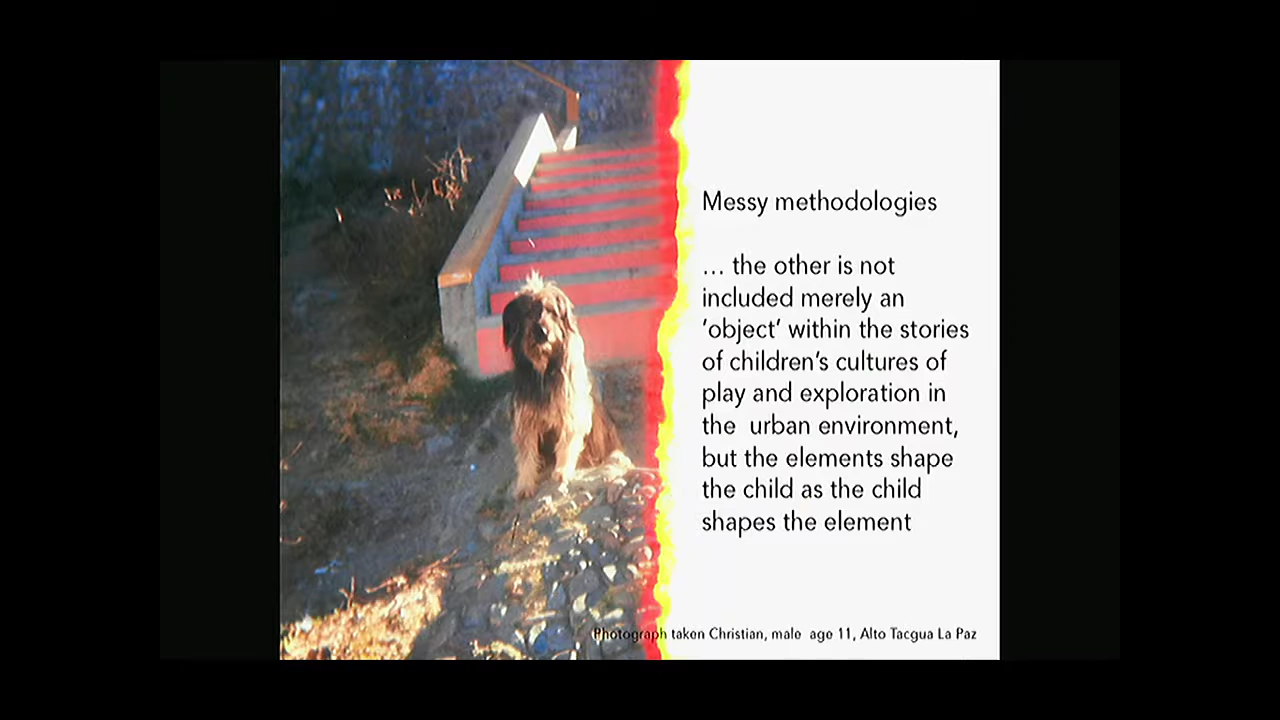 Messy methodologies
… the other is not
included merely an
‘object’ within the stories
of children’s cultures of
play and exploration in
the urban environment,
but the elements shape
the child as the child
shapes the element
Photograph taken Christian, male age 11, Alto Tacgua La Paz